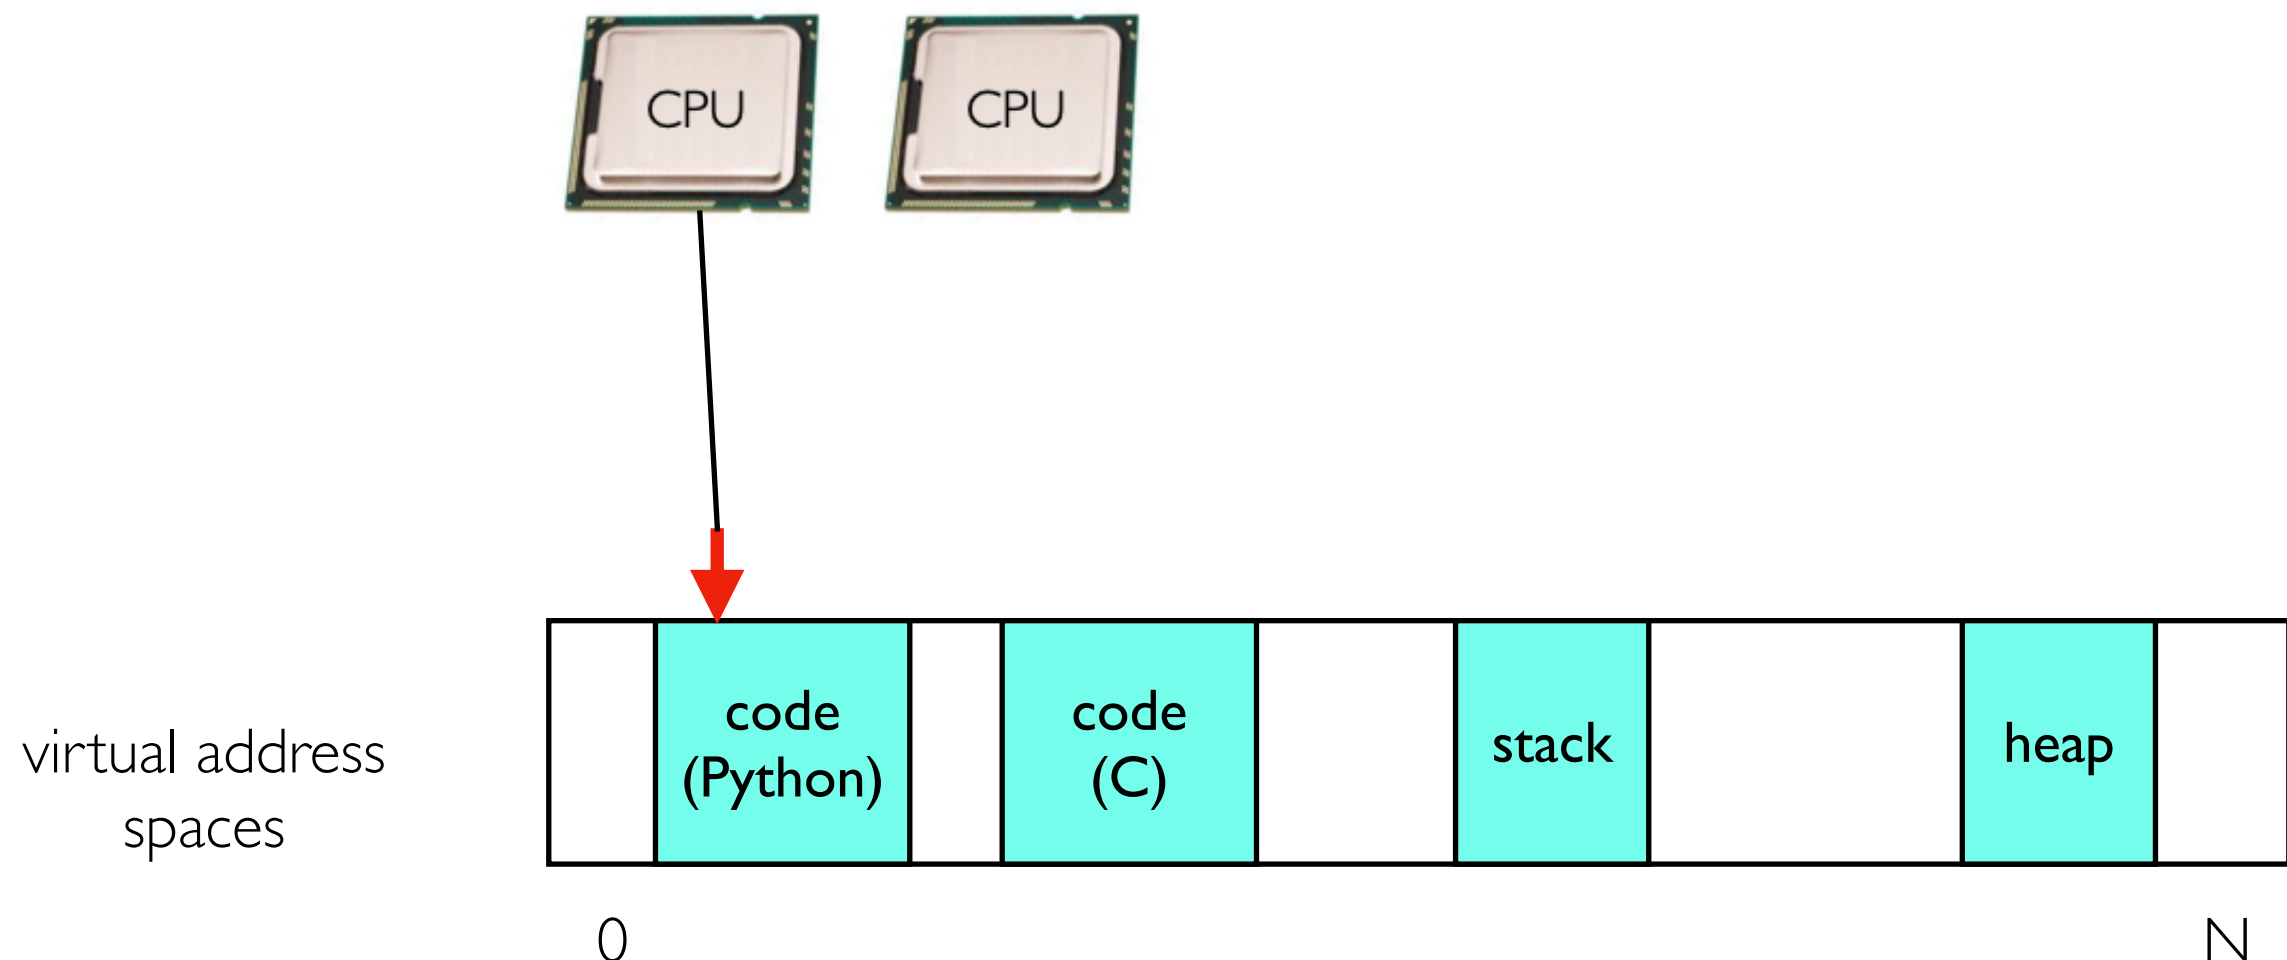 CPU CPU
code
(Python)
code
(C)
stack
heap
virtual address
spaces
0 N